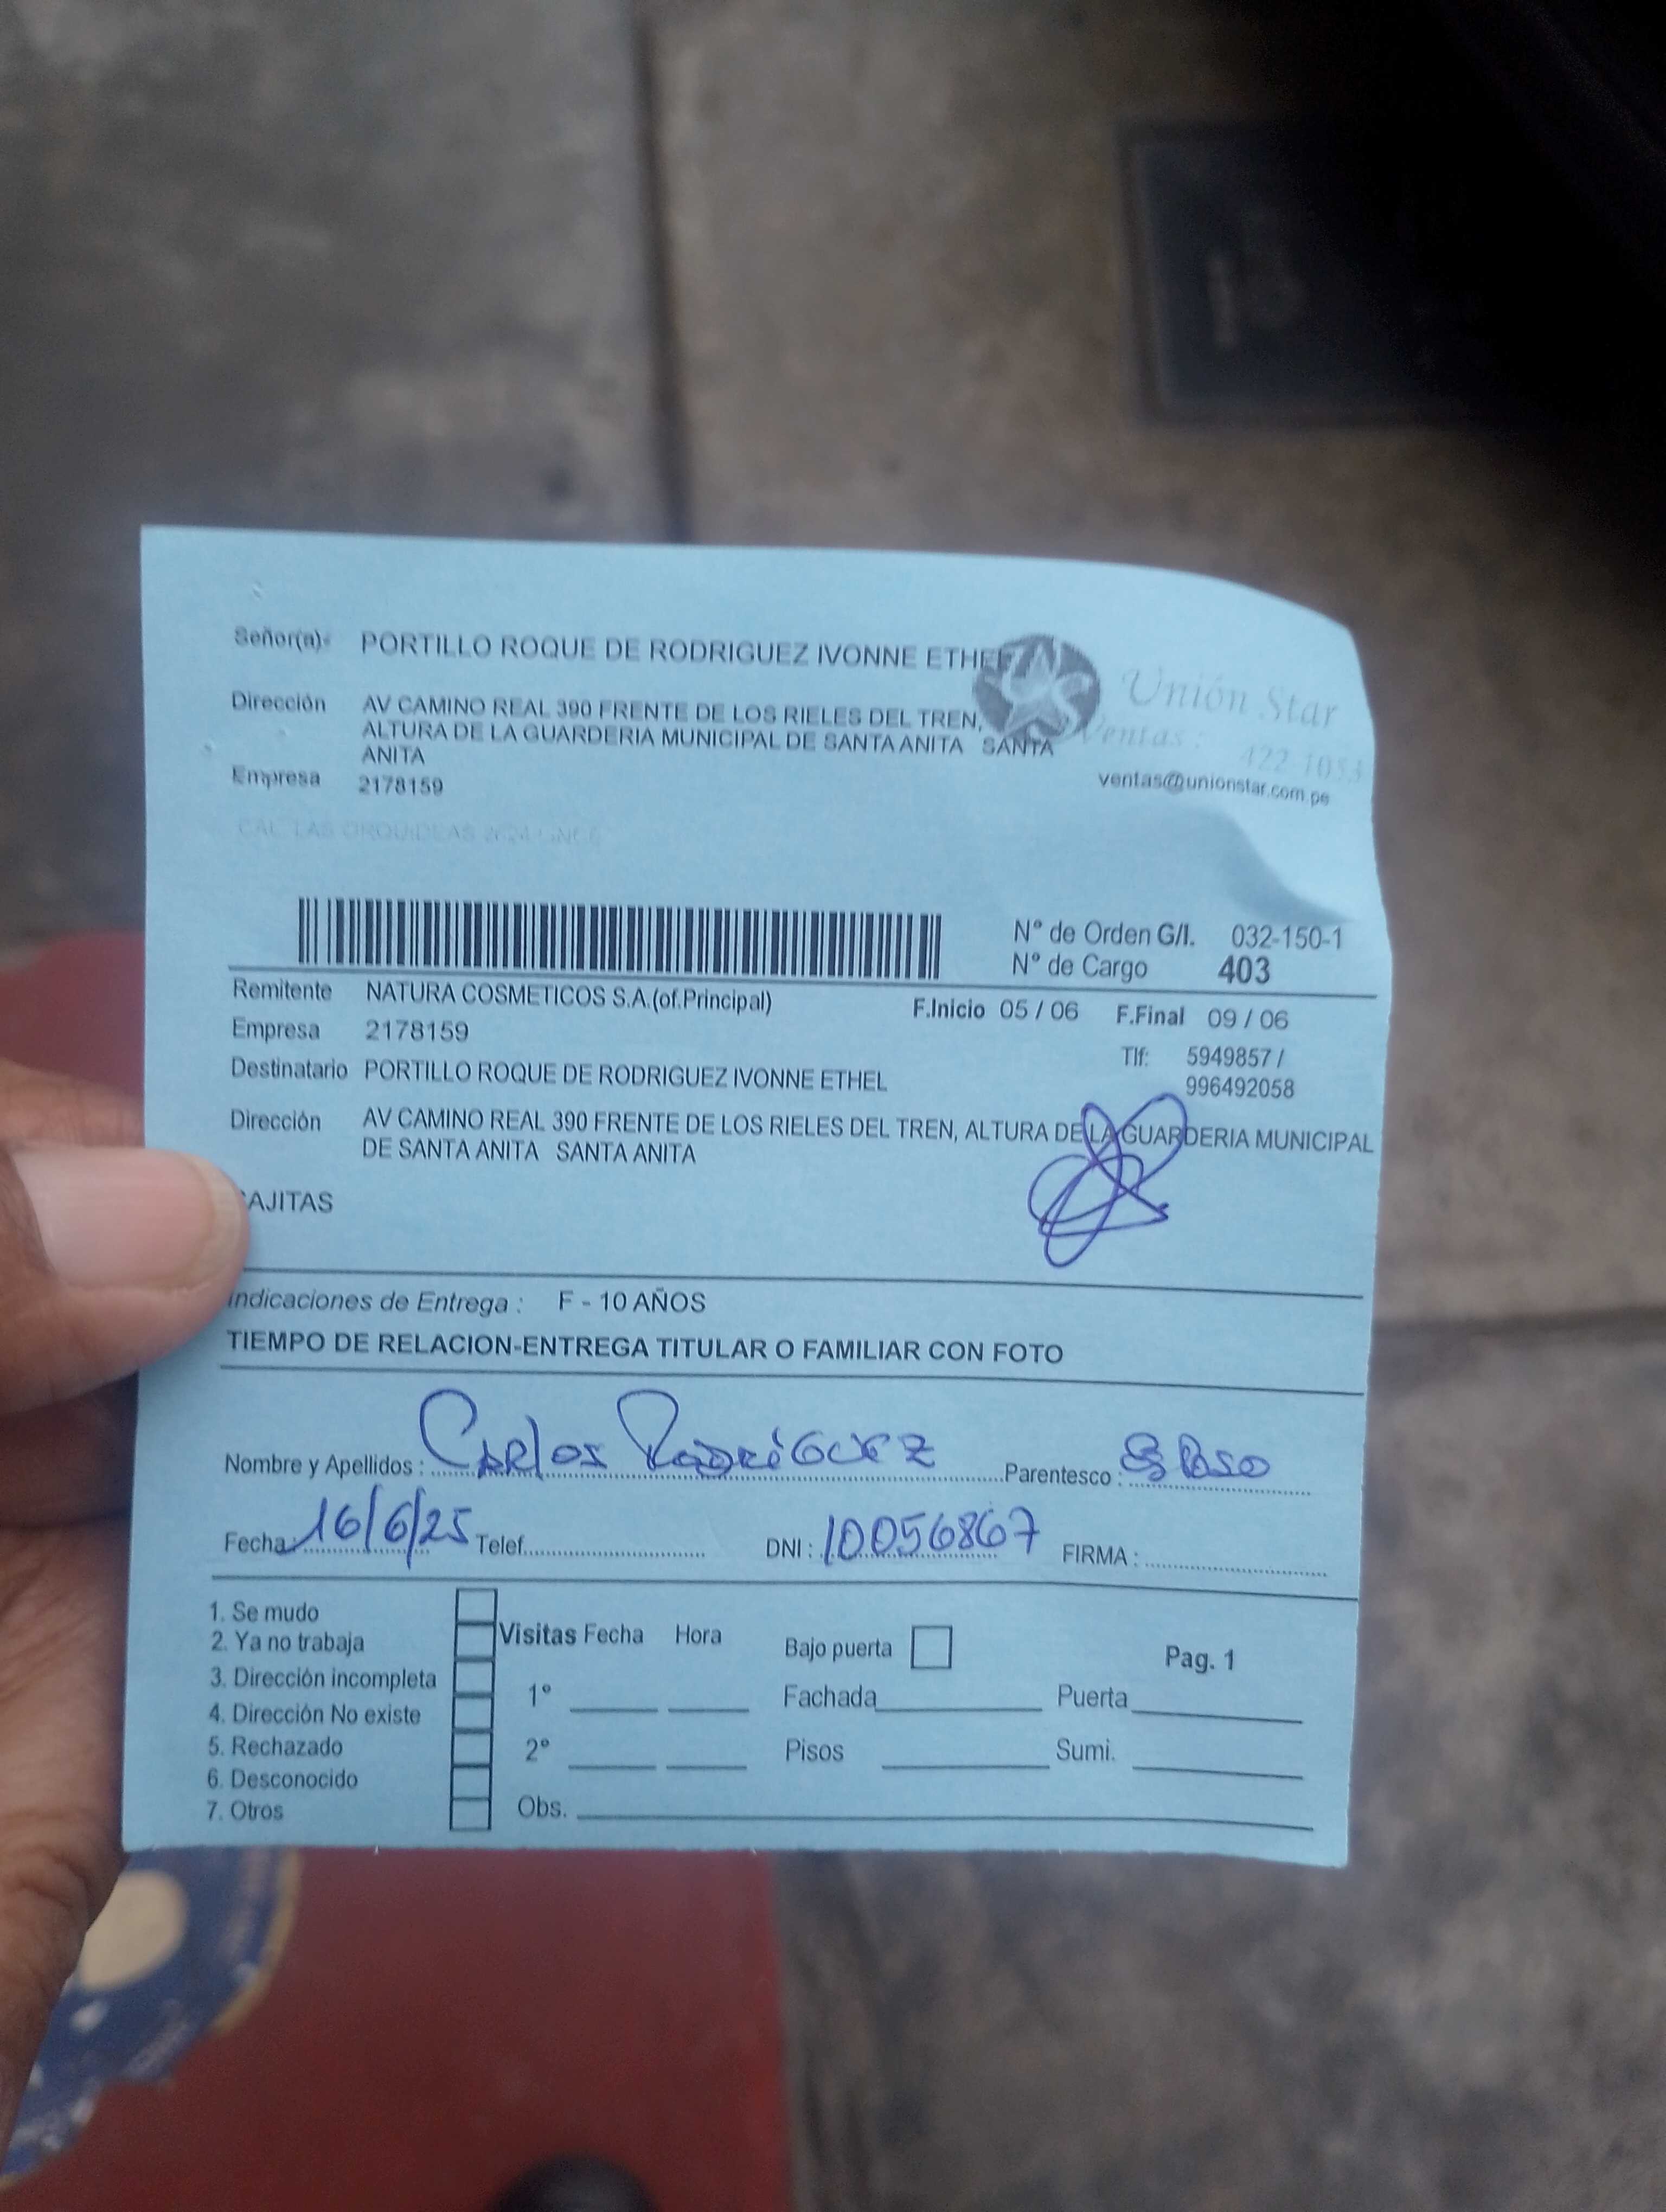 Señor(a)- PORTILLO ROQUE DE RODRIGUEZ IVONNE ETHEL
Unión Star
Dirección AV CAMINO REAL 390 FRENTE DE LOS RIELES DEL TREN,
ALTURA DE LA GUARDERIA MUNICIPAL DE SANTA ANITA SANTA
ANITA
Ventas:
422-1053
ventas@unionstar.com.pe
Empresa 2178159
CAL LAS ORQUIDEAS
N° de Orden G/I. 032-150-1
N° de Cargo 403
Remitente NATURA COSMETICOS S.A.(of.Principal) F.Inicio 05 / 06 F.Final 09 / 06
Empresa 2178159 Tlf: 5949857 /
996492058
Destinatario PORTILLO ROQUE DE RODRIGUEZ IVONNE ETHEL
Dirección AV CAMINO REAL 390 FRENTE DE LOS RIELES DEL TREN, ALTURA DE LA GUARDERIA MUNICIPAL
DE SANTA ANITA SANTA ANITA
AJITAS
Indicaciones de Entrega : F - 10 AÑOS
TIEMPO DE RELACION-ENTREGA TITULAR O FAMILIAR CON FOTO
Nombre y Apellidos : Carlos Rodríguez Parentesco : Esposo
Fecha: 16/6/25 Telef. DNI : 10056867 FIRMA :
1. Se mudo
2. Ya no trabaja
3. Dirección incompleta
4. Dirección No existe
5. Rechazado
6. Desconocido
7. Otros
Visitas Fecha Hora Bajo puerta Pag. 1
1° Fachada Puerta
2° Pisos Sumi.
Obs.